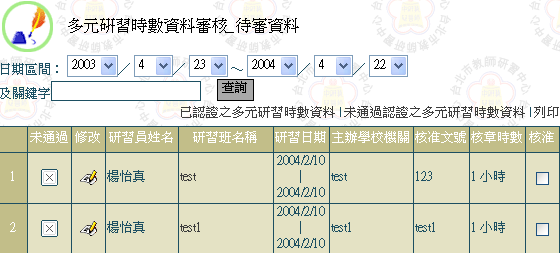 多元研習時數資料審核_待審資料
日期區間: 2003 / 4 / 23 ~ 2004 / 4 / 22
及關鍵字 查詢
已認證之多元研習時數資料 |未通過認證之多元研習時數資料 |列印
未通過 修改 研習員姓名 研習班名稱 研習日期 主辦學校機關 核准文號 核章時數 核准
1 楊怡真 test 2004/2/10 | 2004/2/10 test 123 1 小時
2 楊怡真 test1 2004/2/10 | 2004/2/10 test1 test1 1 小時